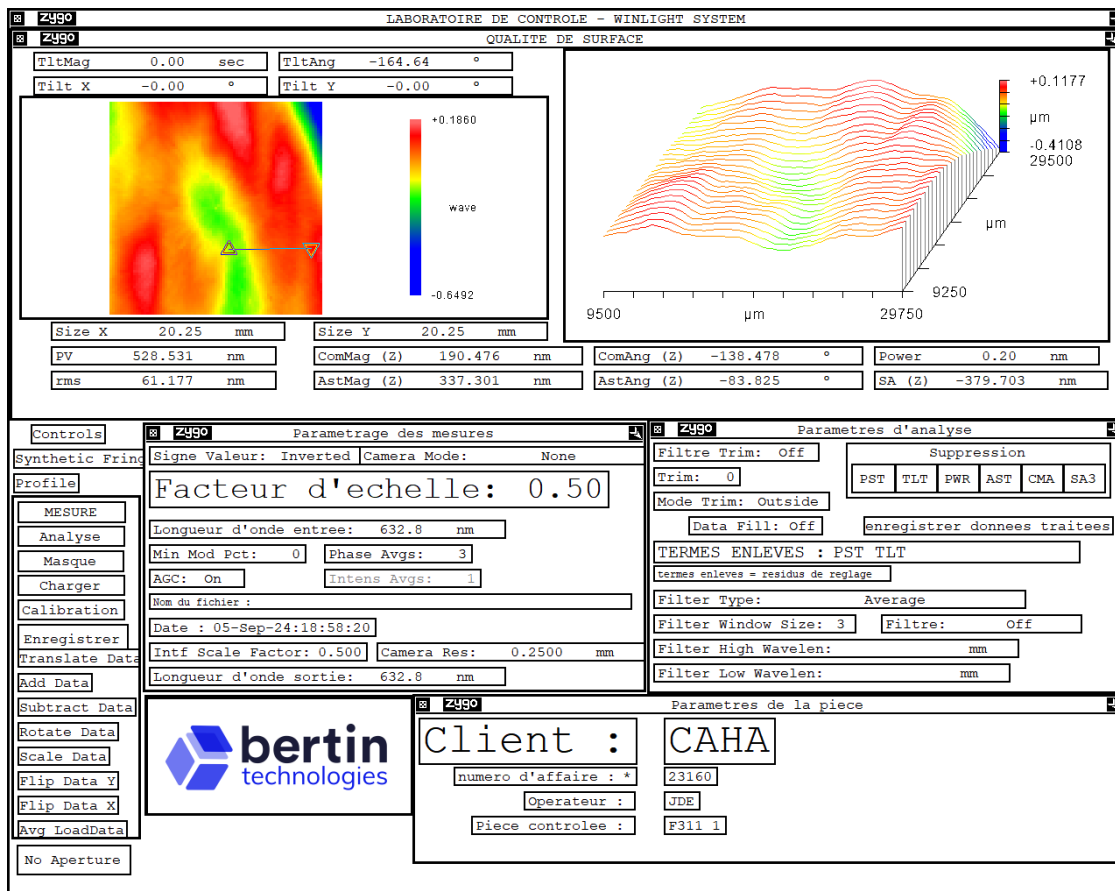 zygo LABORATOIRE DE CONTROLE - WINLIGHT SYSTEM
zygo QUALITE DE SURFACE
TltMag 0.00 sec TltAng -164.64 º
Tilt X -0.00 º Tilt Y -0.00 º
+0.1860
wave
-0.6492
+0.1177
µm
-0.4108
29500
µm
9250
9500 µm 29750
Size X 20.25 mm Size Y 20.25 mm
PV 528.531 nm ComMag (Z) 190.476 nm ComAng (Z) -138.478 º Power 0.20 nm
rms 61.177 nm AstMag (Z) 337.301 nm AstAng (Z) -83.825 º SA (Z) -379.703 nm
Controls
Synthetic Fring
Profile
MESURE
Analyse
Masque
Charger
Calibration
Enregistrer
Translate Data
Add Data
Subtract Data
Rotate Data
Scale Data
Flip Data Y
Flip Data X
Avg LoadData
No Aperture
zygo Parametrage des mesures
Signe Valeur: Inverted Camera Mode: None
Facteur d'echelle: 0.50
Longueur d'onde entree: 632.8 nm
Min Mod Pct: 0 Phase Avgs: 3
AGC: On Intens Avgs: 1
Nom du fichier :
Date : 05-Sep-24:18:58:20
Intf Scale Factor: 0.500 Camera Res: 0.2500 mm
Longueur d'onde sortie: 632.8 nm
zygo Parametres d'analyse
Filtre Trim: Off Suppression
Trim: 0 PST TLT PWR AST CMA SA3
Mode Trim: Outside
Data Fill: Off enregistrer donnees traitees
TERMES ENLEVES : PST TLT
termes enleves = residus de reglage
Filter Type: Average
Filter Window Size: 3 Filtre: Off
Filter High Wavelen: mm
Filter Low Wavelen: mm
bertin
technologies
zygo Parametres de la piece
Client : CAHA
numero d'affaire : * 23160
Operateur : JDE
Piece controlee : F311 1